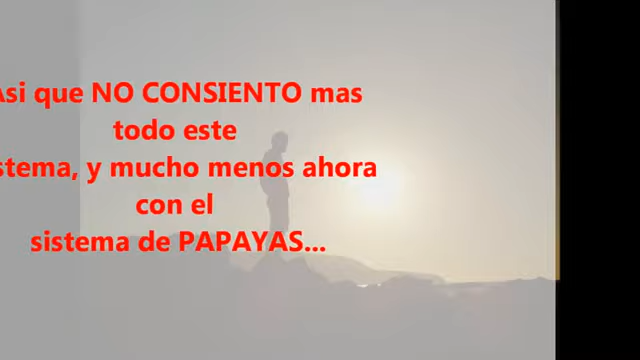 Asi que NO CONSIENTO mas
todo este
stema, y mucho menos ahora
con el
sistema de PAPAYAS...